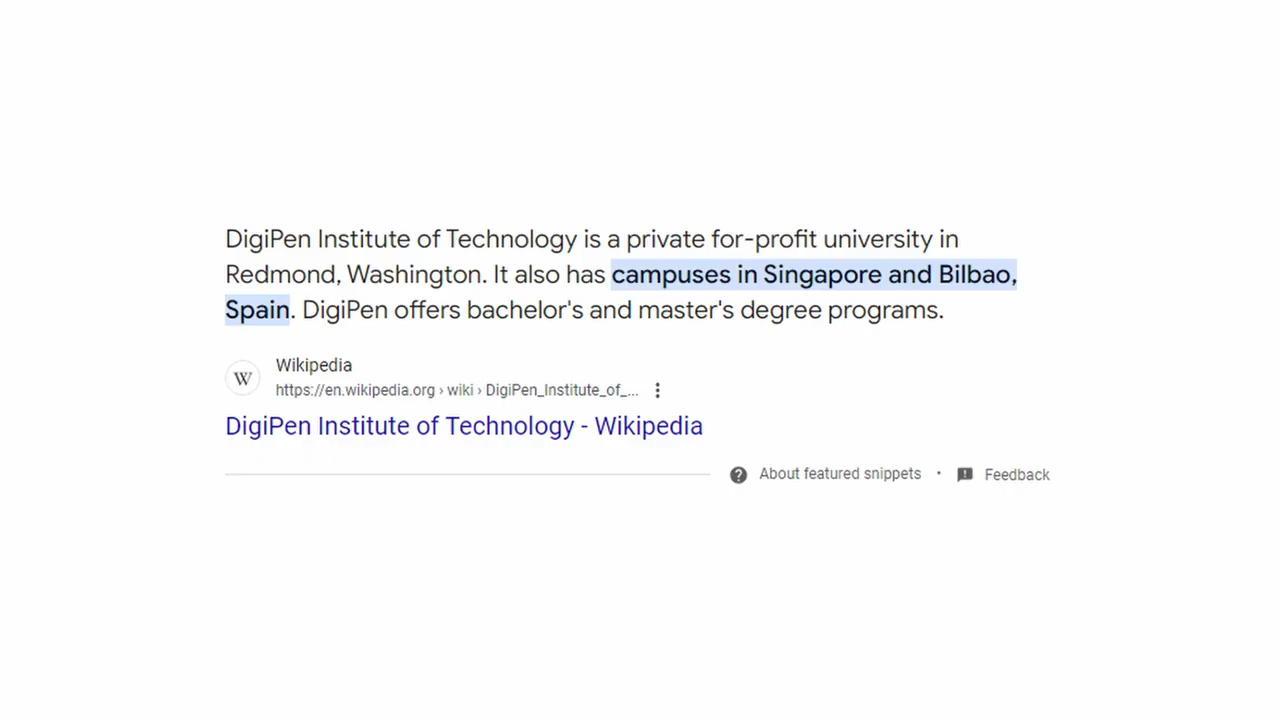 DigiPen Institute of Technology is a private for-profit university in
Redmond, Washington. It also has campuses in Singapore and Bilbao,
Spain. DigiPen offers bachelor's and master's degree programs.
W
Wikipedia
https://en.wikipedia.org › wiki › DigiPen_Institute_of_...
DigiPen Institute of Technology - Wikipedia
About featured snippets • Feedback